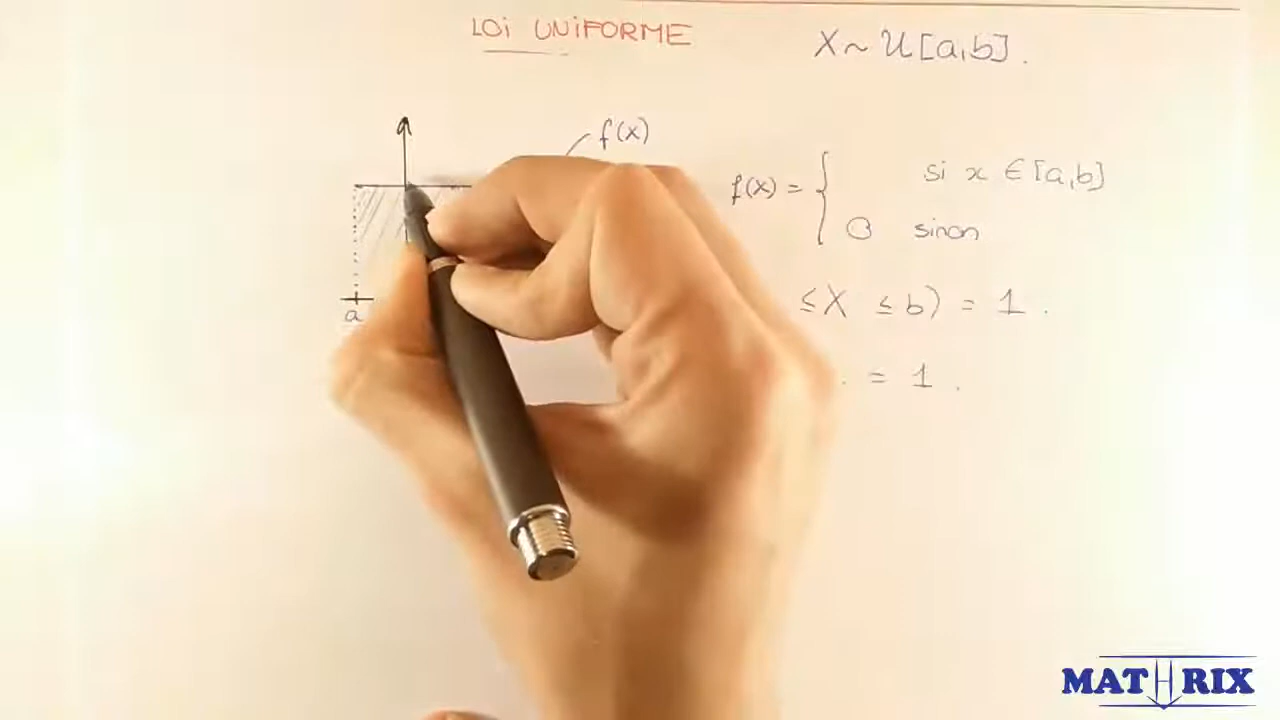 LOi UNiFORME
X ~ U[a,b].
f(x)
f(x) = { si x ∈ [a,b]
0 sinon
a
≤ X ≤ b) = 1.
. = 1.
MATHRIX